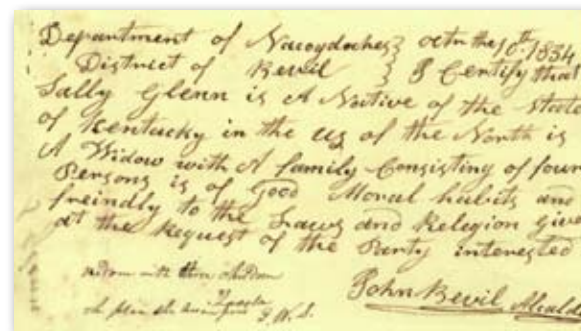 Department of Nacogdoches } octr the 10th. 1834
District of Bevil } I Certify that
Sally Glenn is A Native of the State
of Kentucky in the US of the North is
A Widow with A family Consisting of four
Persons is of Good Moral habits and
freindly to the Laws and Religion Give
at the Request of the Party interested
widow with three children
John Bevil Alcald